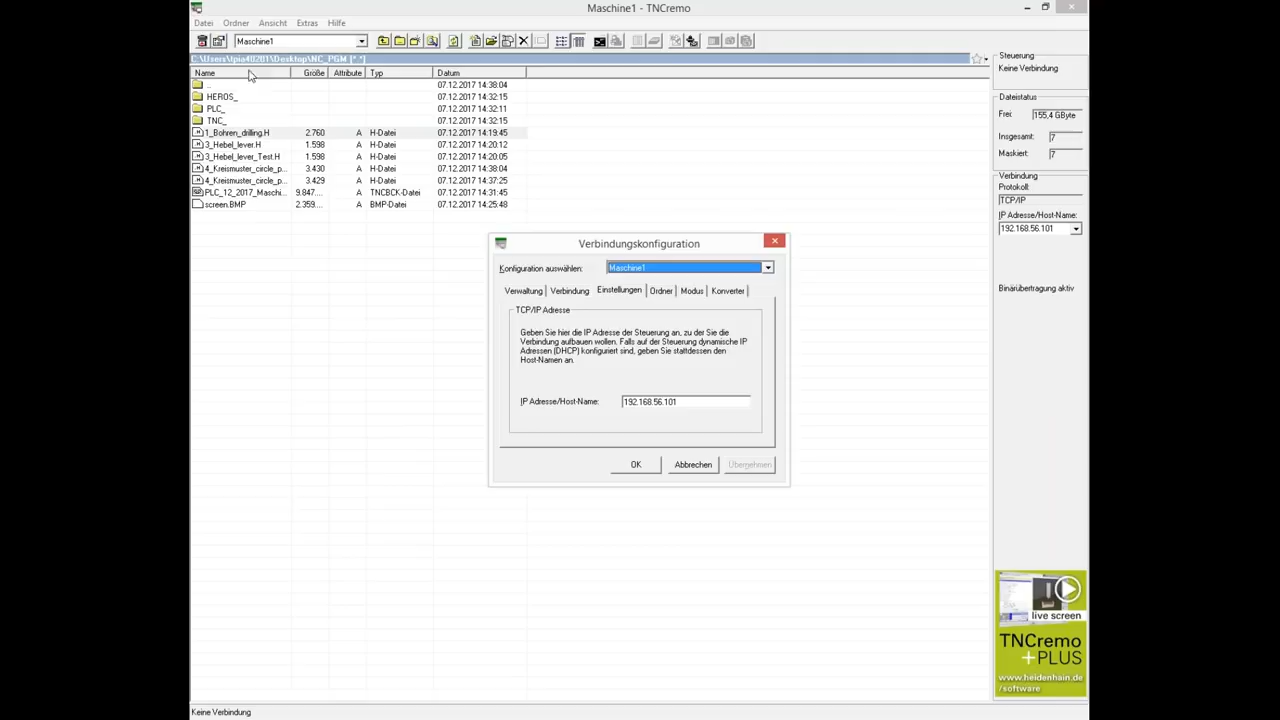 Maschine1 - TNCremo
Datei Ordner Ansicht Extras Hilfe
Maschine1
C:\Users\tpia40201\Desktop\NC_PGM [*.*]
Name Größe Attribute Typ Datum
.. 07.12.2017 14:38:04
HEROS_ 07.12.2017 14:32:15
PLC_ 07.12.2017 14:32:11
TNC_ 07.12.2017 14:32:15
1_Bohren_drilling.H 2.760 A H-Datei 07.12.2017 14:19:45
3_Hebel_lever.H 1.598 A H-Datei 07.12.2017 14:20:12
3_Hebel_lever_Test.H 1.598 A H-Datei 07.12.2017 14:20:05
4_Kreismuster_circle_p... 3.430 A H-Datei 07.12.2017 14:38:04
4_Kreismuster_circle_p... 3.429 A H-Datei 07.12.2017 14:37:25
PLC_12_2017_Maschi... 9.847.... A TNCBCK-Datei 07.12.2017 14:31:45
screen.BMP 2.359.... A BMP-Datei 07.12.2017 14:25:48
Steuerung
Keine Verbindung
Dateistatus
Frei: 155,4 GByte
Insgesamt: 7
Maskiert: 7
Verbindung
Protokoll:
TCP/IP
IP Adresse/Host-Name:
192.168.56.101
Binärübertragung aktiv
Verbindungskonfiguration
Konfiguration auswählen: Maschine1
Verwaltung Verbindung Einstellungen Ordner Modus Konverter
TCP/IP Adresse
Geben Sie hier die IP Adresse der Steuerung an, zu der Sie die
Verbindung aufbauen wollen. Falls auf der Steuerung dynamische IP
Adressen (DHCP) konfiguriert sind, geben Sie stattdessen den
Host-Namen an.
IP Adresse/Host-Name: 192.168.56.101
OK Abbrechen Übernehmen
live screen
TNCremo
+PLUS
www.heidenhain.de
/software
Keine Verbindung